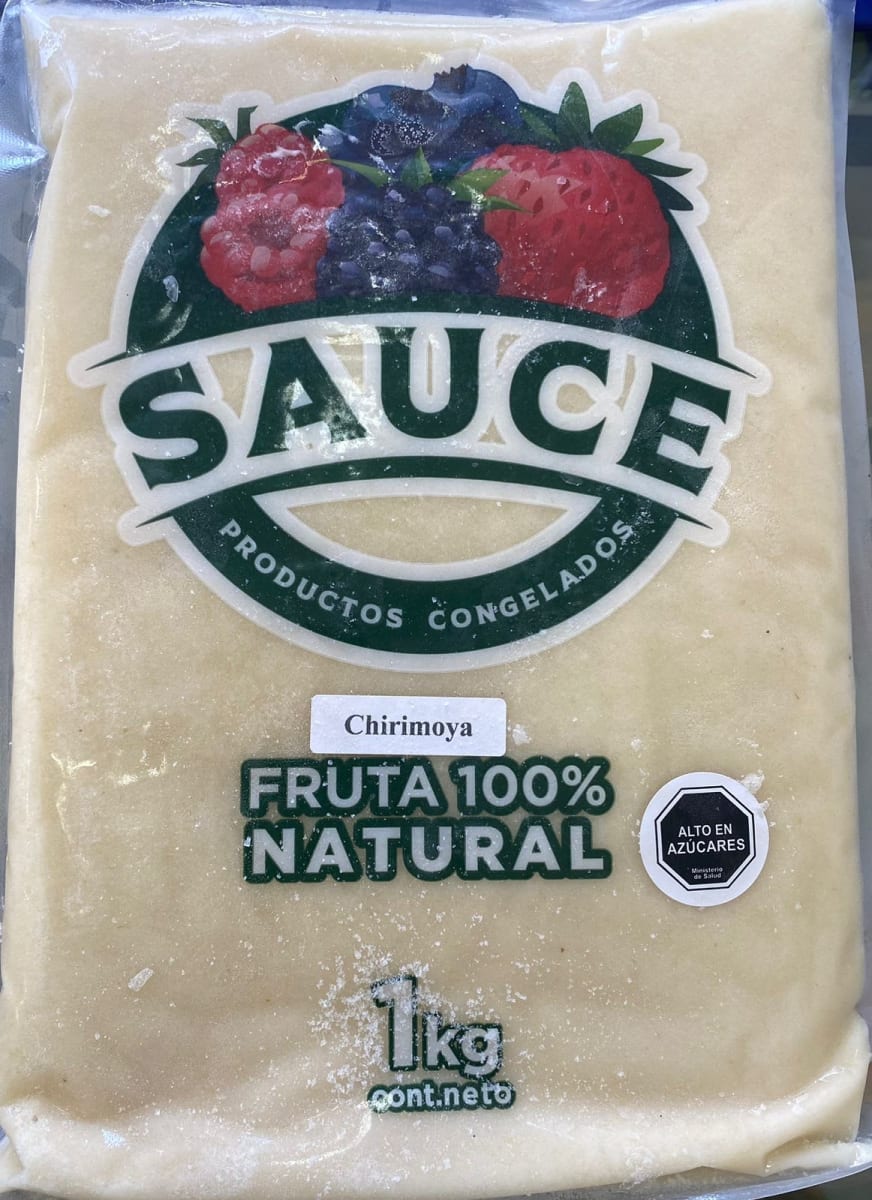 SAUCE
PRODUCTOS CONGELADOS
Chirimoya
FRUTA 100%
NATURAL
ALTO EN
AZÚCARES
Ministerio
de Salud
1kg
cont.neto